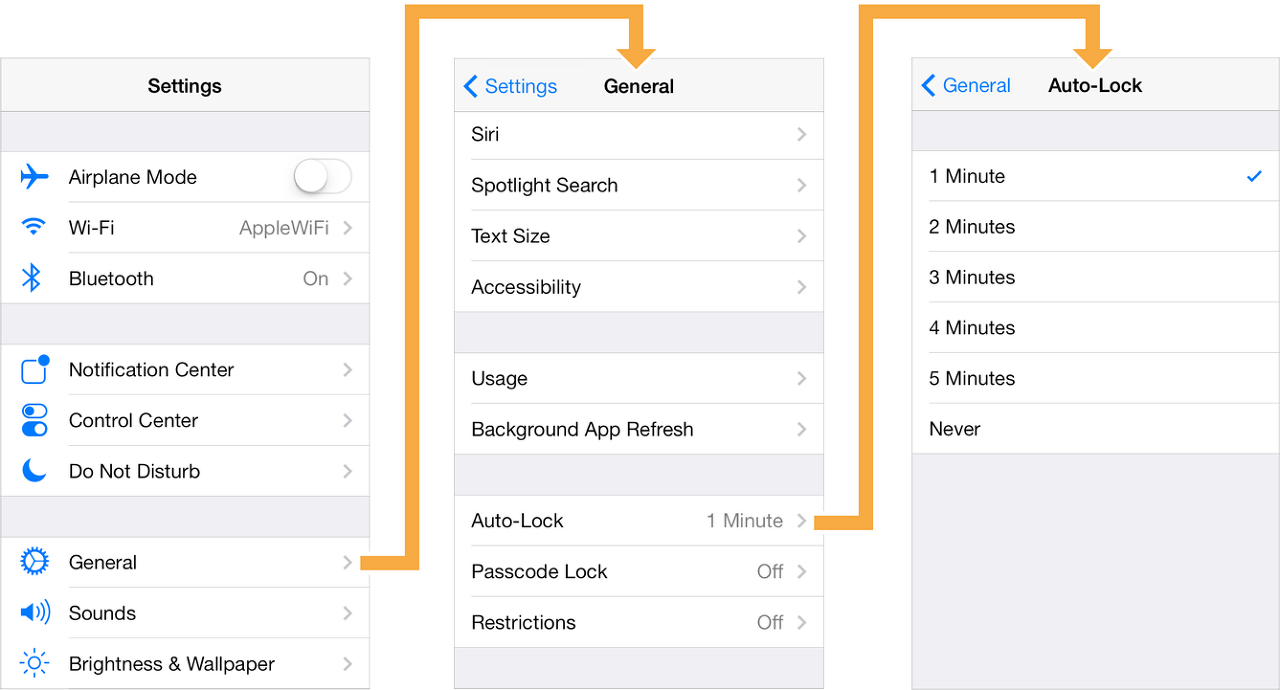 Settings
Airplane Mode
Wi-Fi AppleWiFi
Bluetooth On
Notification Center
Control Center
Do Not Disturb
General
Sounds
Brightness & Wallpaper
Settings General
Siri
Spotlight Search
Text Size
Accessibility
Usage
Background App Refresh
Auto-Lock 1 Minute
Passcode Lock Off
Restrictions Off
General Auto-Lock
1 Minute
2 Minutes
3 Minutes
4 Minutes
5 Minutes
Never